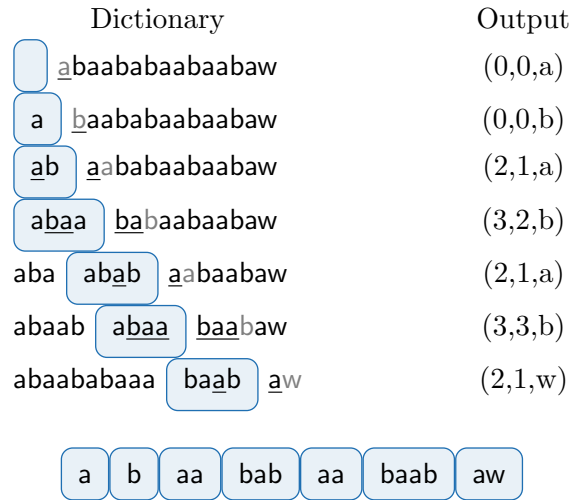 Dictionary Output
abaababaabaabaw (0,0,a)
a baababaabaabaw (0,0,b)
ab aababaabaabaw (2,1,a)
abaa babaabaabaw (3,2,b)
aba abab aabaabaw (2,1,a)
abaab abaa baabaw (3,3,b)
abaababaaa baab aw (2,1,w)
a b aa bab aa baab aw